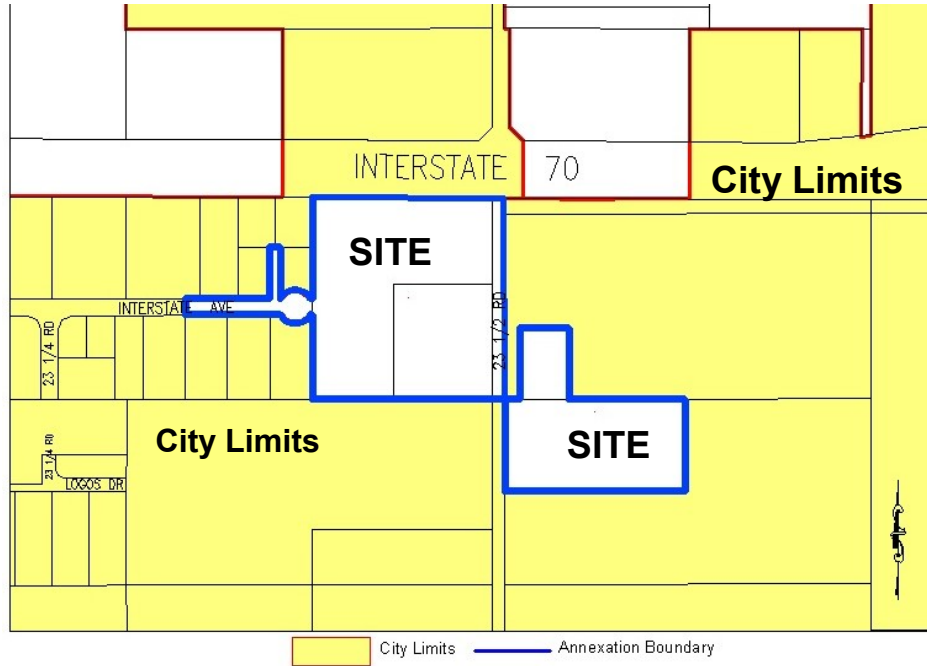 INTERSTATE 70
City Limits
SITE
INTERSTATE AVE
23 1/4 RD
23 1/2 RD
City Limits
SITE
23 1/4 RD
LOGOS DR
City Limits
Annexation Boundary